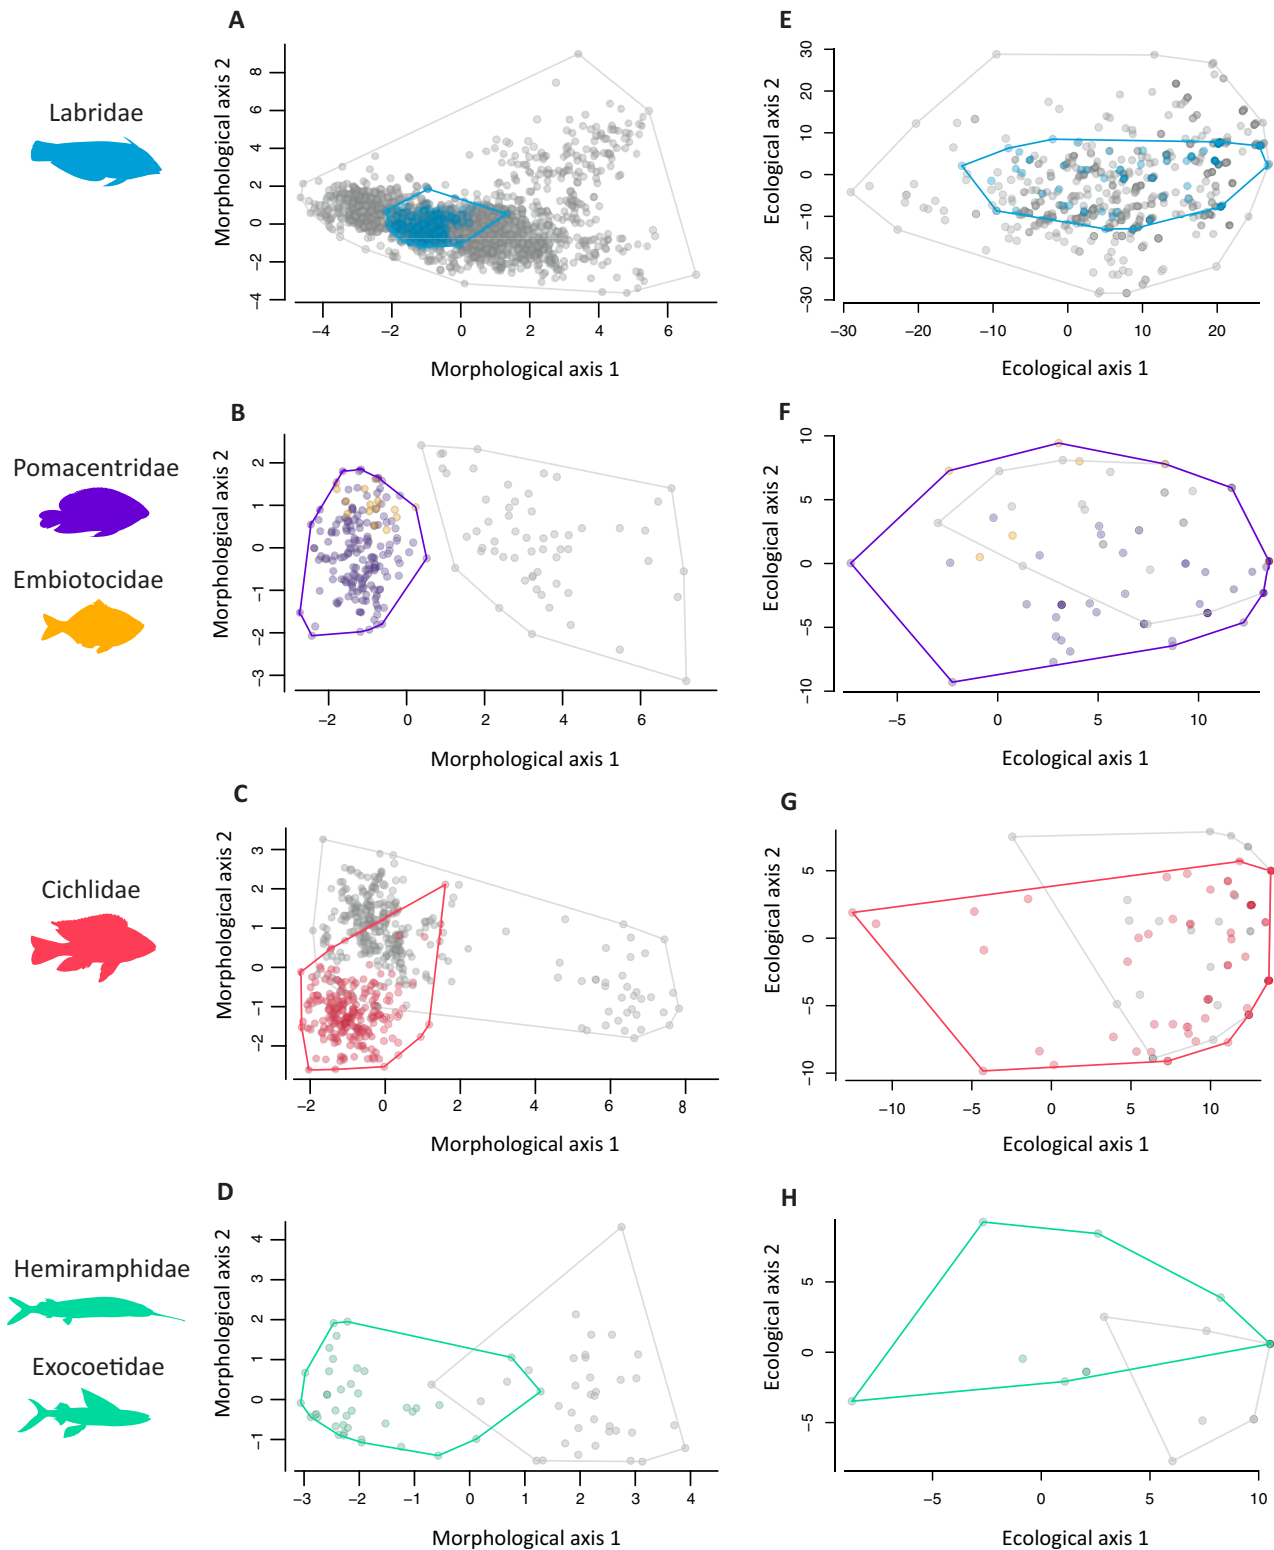 A
E
Labridae
Morphological axis 2
8
6
4
2
0
−2
−4
−4
−2
0
2
4
6
Morphological axis 1
Ecological axis 2
30
20
10
0
−10
−20
−30
−30
−20
−10
0
10
20
Ecological axis 1
B
F
Pomacentridae
Embiotocidae
Morphological axis 2
2
1
0
−1
−2
−3
−2
0
2
4
6
Morphological axis 1
Ecological axis 2
10
5
0
−5
−10
−5
0
5
10
Ecological axis 1
C
G
Cichlidae
Morphological axis 2
3
2
1
0
−1
−2
−2
0
2
4
6
8
Morphological axis 1
Ecological axis 2
5
0
−5
−10
−10
−5
0
5
10
Ecological axis 1
D
H
Hemiramphidae
Exocoetidae
Morphological axis 2
4
3
2
1
0
−1
−3
−2
−1
0
1
2
3
4
Morphological axis 1
Ecological axis 2
5
0
−5
−5
0
5
10
Ecological axis 1